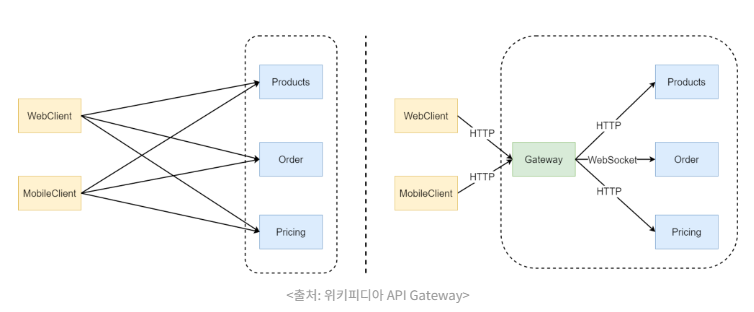 Products
WebClient
Order
MobileClient
Pricing
Products
WebClient
HTTP
HTTP
Gateway
WebSocket
Order
HTTP
MobileClient
HTTP
Pricing
<출처: 위키피디아 API Gateway>